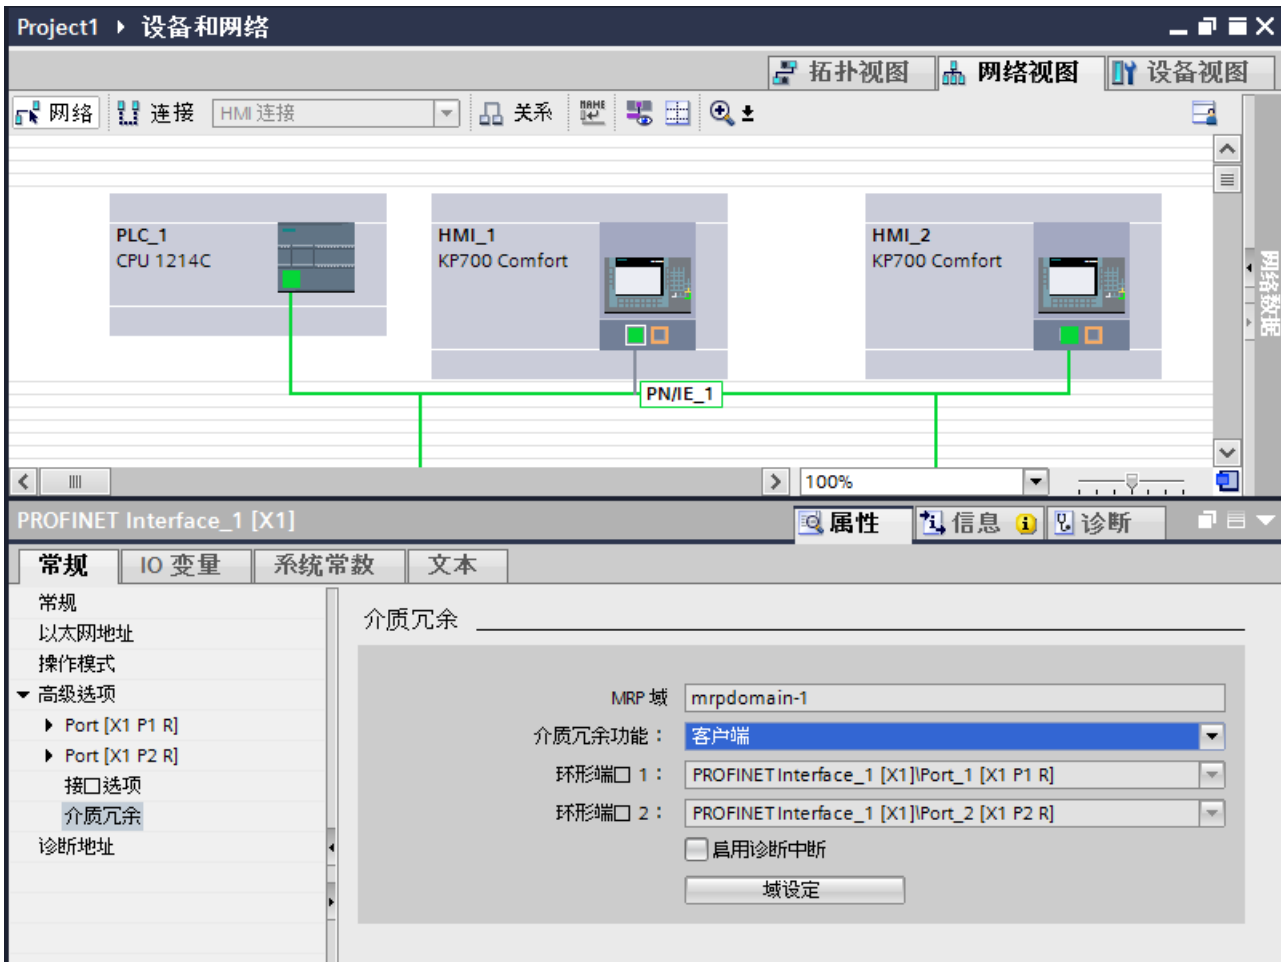 Project1 ▸ 设备和网络
拓扑视图 网络视图 设备视图
网络 连接 HMI 连接 关系
PLC_1
CPU 1214C
HMI_1
KP700 Comfort
HMI_2
KP700 Comfort
网络数据
PN/IE_1
100%
PROFINET Interface_1 [X1]
属性 信息 诊断
常规 IO 变量 系统常数 文本
常规
以太网地址
操作模式
高级选项
Port [X1 P1 R]
Port [X1 P2 R]
接口选项
介质冗余
诊断地址
介质冗余
MRP 域 mrpdomain-1
介质冗余功能： 客户端
环形端口 1： PROFINET Interface_1 [X1]\Port_1 [X1 P1 R]
环形端口 2： PROFINET Interface_1 [X1]\Port_2 [X1 P2 R]
启用诊断中断
域设定